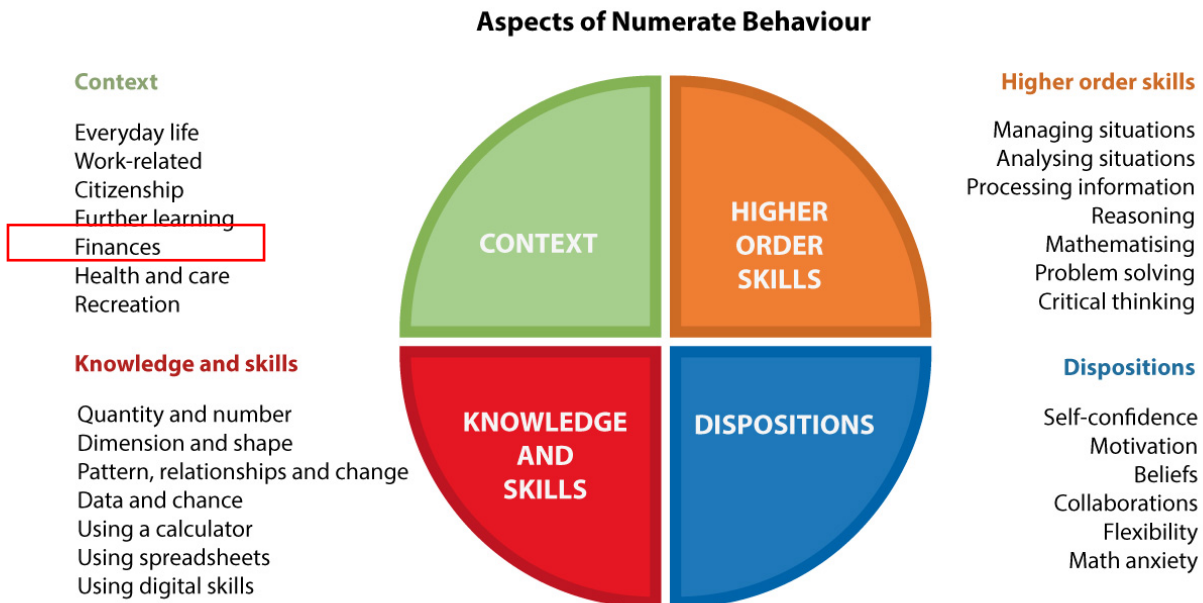 Aspects of Numerate Behaviour
Context
Everyday life
Work-related
Citizenship
Further learning
Finances
Health and care
Recreation
Knowledge and skills
Quantity and number
Dimension and shape
Pattern, relationships and change
Data and chance
Using a calculator
Using spreadsheets
Using digital skills
CONTEXT
HIGHER
ORDER
SKILLS
KNOWLEDGE
AND
SKILLS
DISPOSITIONS
Higher order skills
Managing situations
Analysing situations
Processing information
Reasoning
Mathematising
Problem solving
Critical thinking
Dispositions
Self-confidence
Motivation
Beliefs
Collaborations
Flexibility
Math anxiety